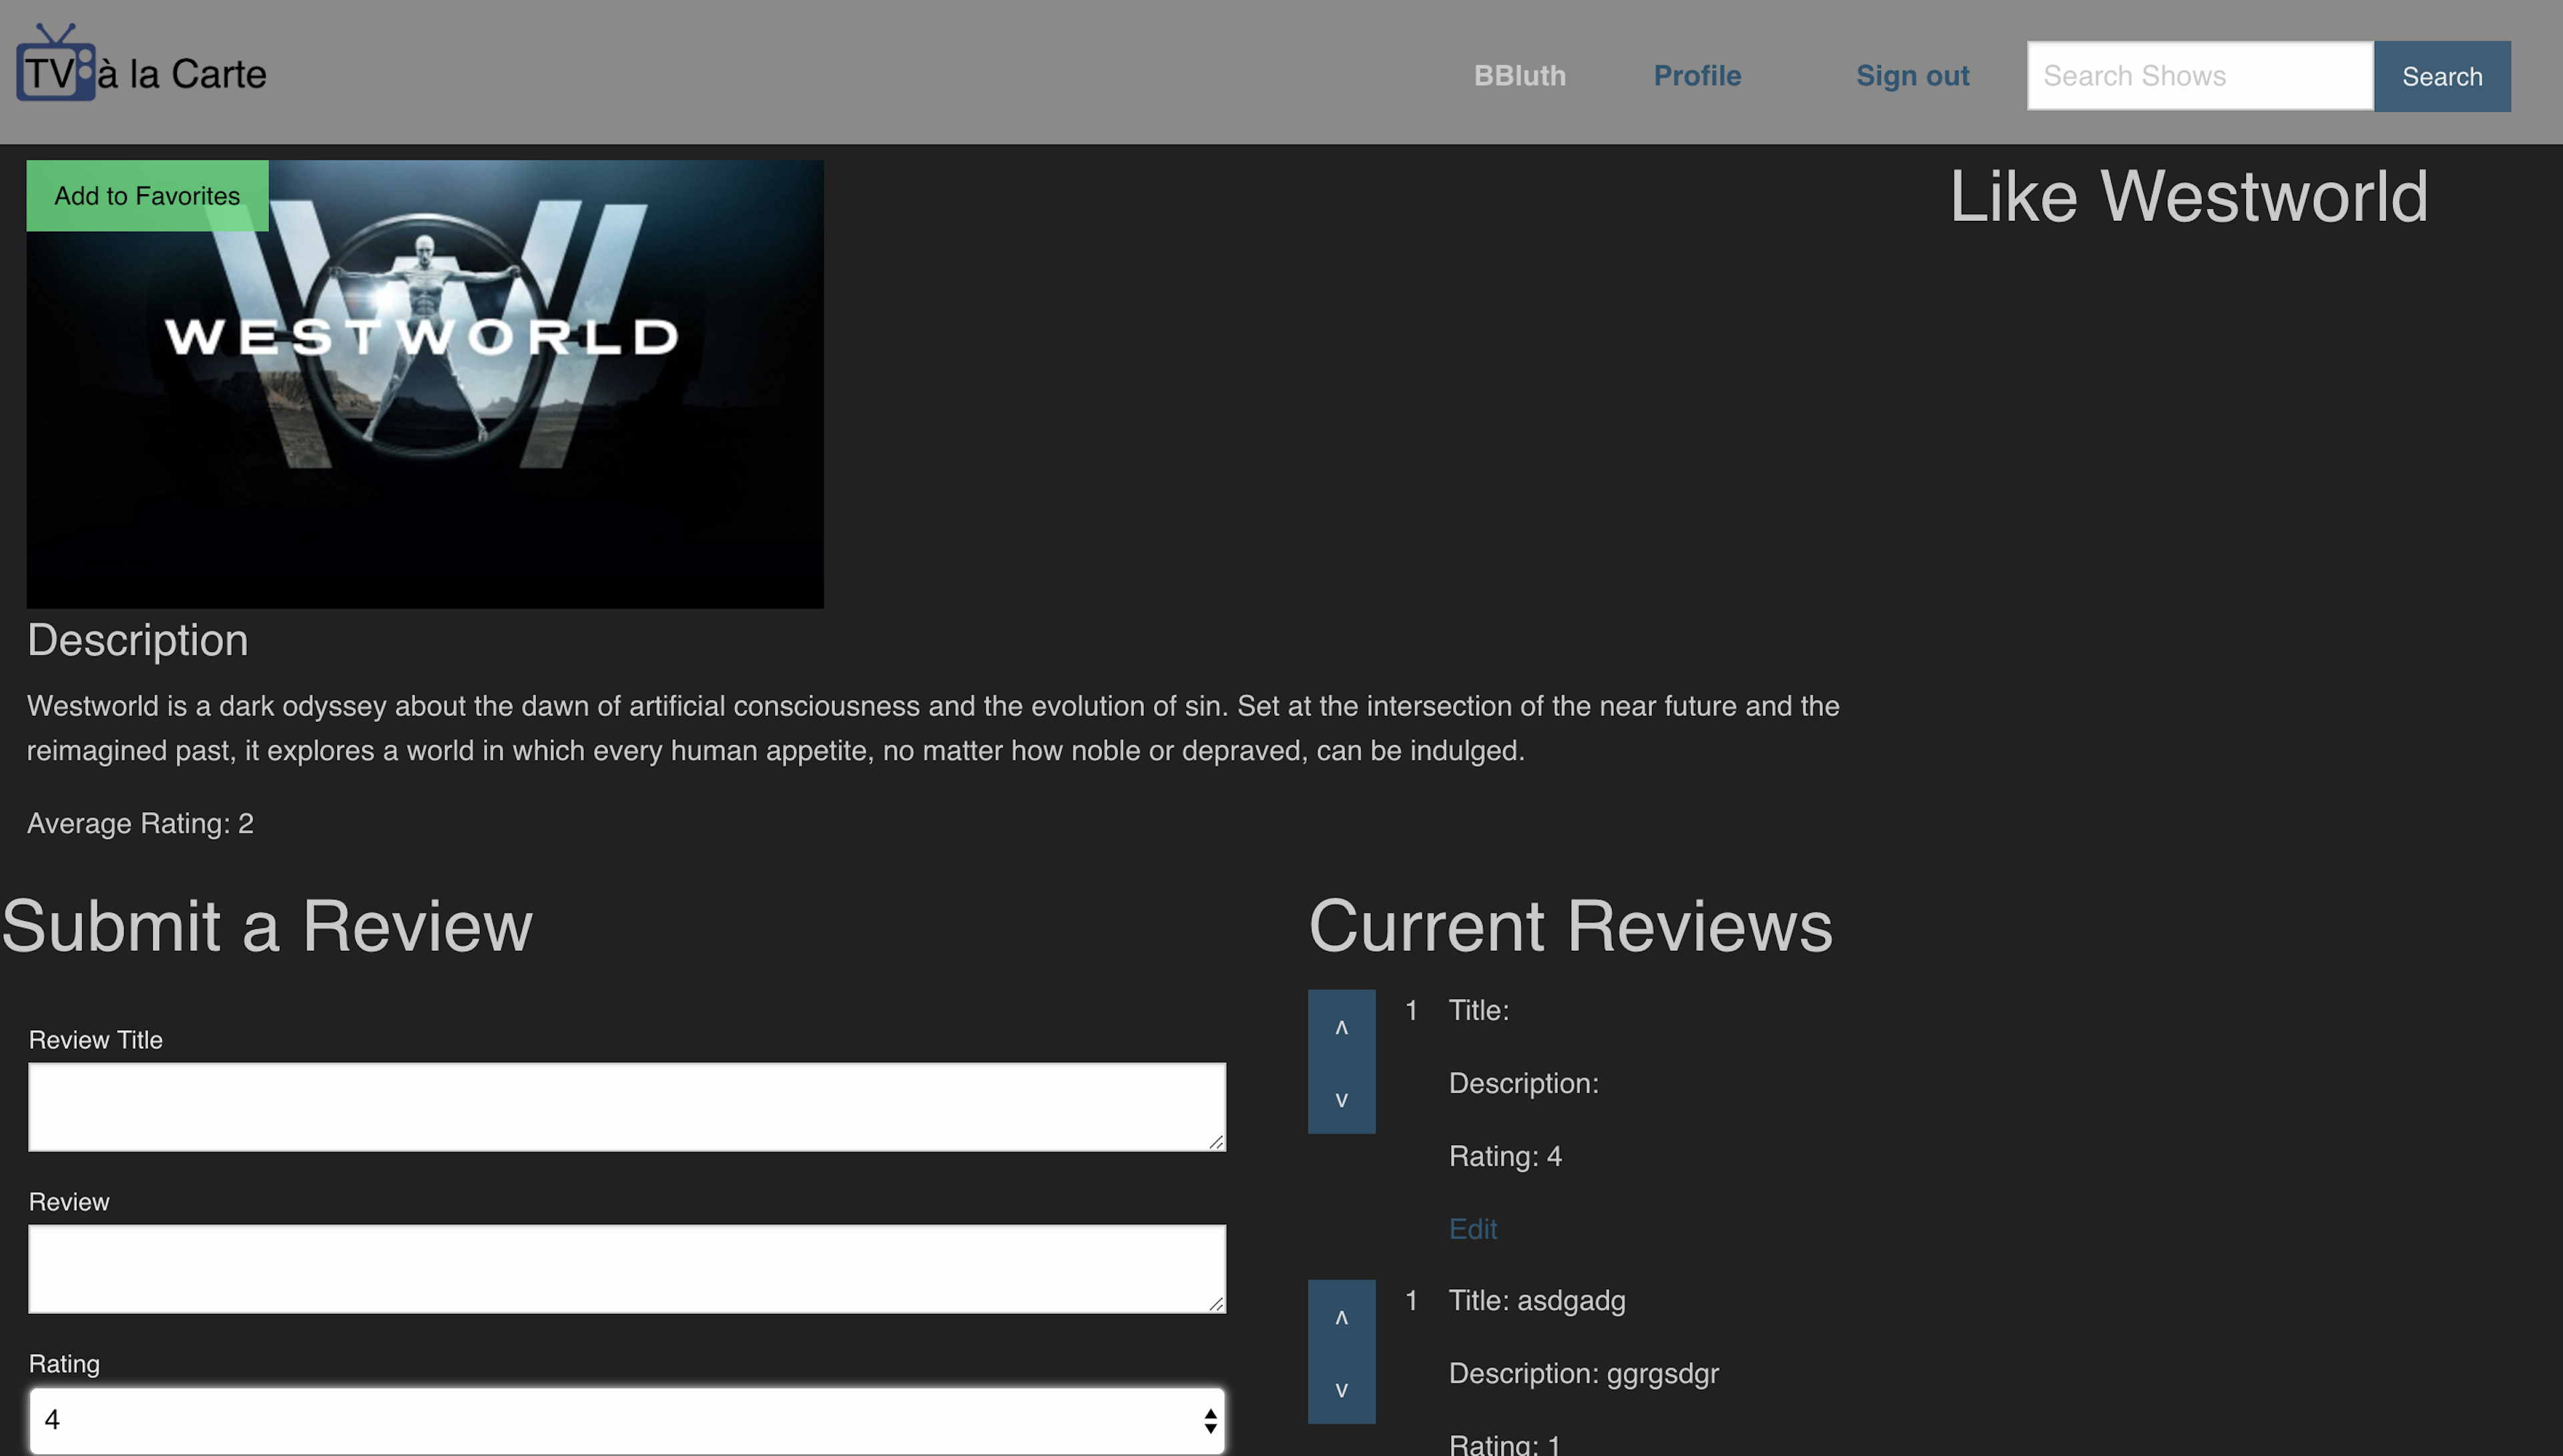 TV à la Carte
BBluth
Profile
Sign out
Search Shows
Search
Add to Favorites
WESTWORLD
Like Westworld
Description
Westworld is a dark odyssey about the dawn of artificial consciousness and the evolution of sin. Set at the intersection of the near future and the
reimagined past, it explores a world in which every human appetite, no matter how noble or depraved, can be indulged.
Average Rating: 2
Submit a Review
Review Title
Review
Rating
4
Current Reviews
ʌ
v
1 Title:
Description:
Rating: 4
Edit
ʌ
v
1 Title: asdgadg
Description: ggrgsdgr
Rating: 1